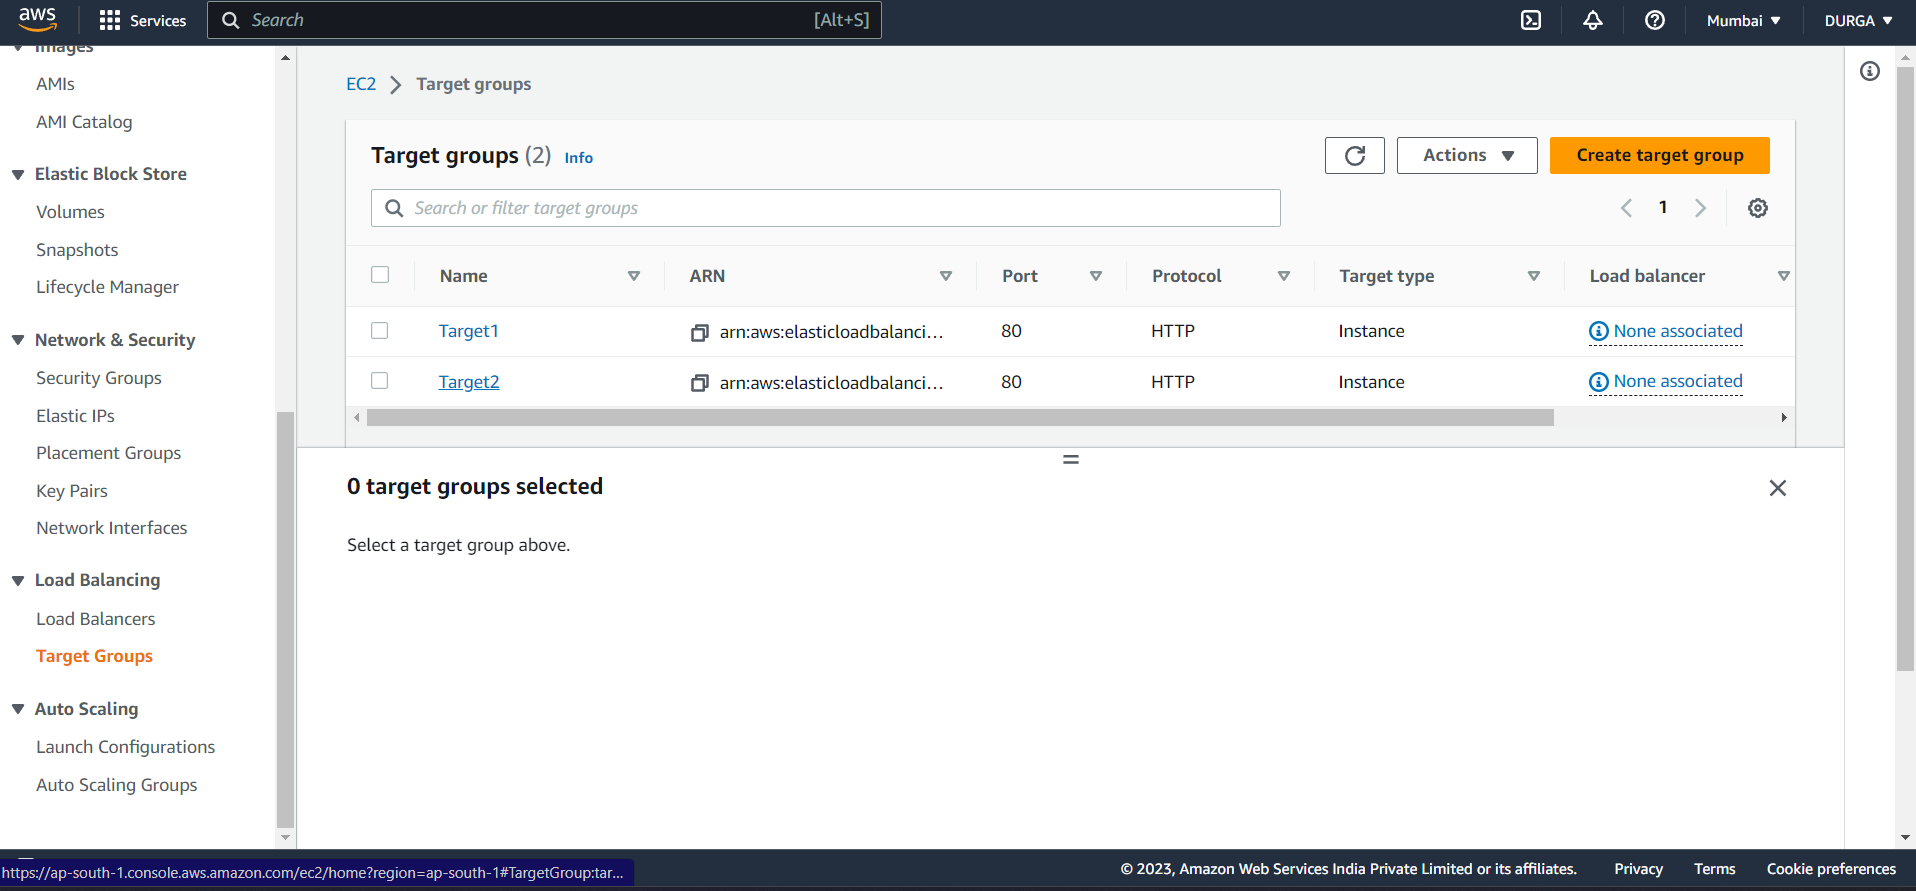 aws
Services
Search
[Alt+S]
Mumbai ▼
DURGA ▼
Images
AMIs
AMI Catalog
Elastic Block Store
Volumes
Snapshots
Lifecycle Manager
Network & Security
Security Groups
Elastic IPs
Placement Groups
Key Pairs
Network Interfaces
Load Balancing
Load Balancers
Target Groups
Auto Scaling
Launch Configurations
Auto Scaling Groups
EC2 > Target groups
Target groups (2) Info
Actions ▼
Create target group
Search or filter target groups
1
Name ARN Port Protocol Target type Load balancer
Target1 arn:aws:elasticloadbalanci... 80 HTTP Instance None associated
Target2 arn:aws:elasticloadbalanci... 80 HTTP Instance None associated
0 target groups selected
Select a target group above.
https://ap-south-1.console.aws.amazon.com/ec2/home?region=ap-south-1#TargetGroup:tar...
© 2023, Amazon Web Services India Private Limited or its affiliates. Privacy Terms Cookie preferences